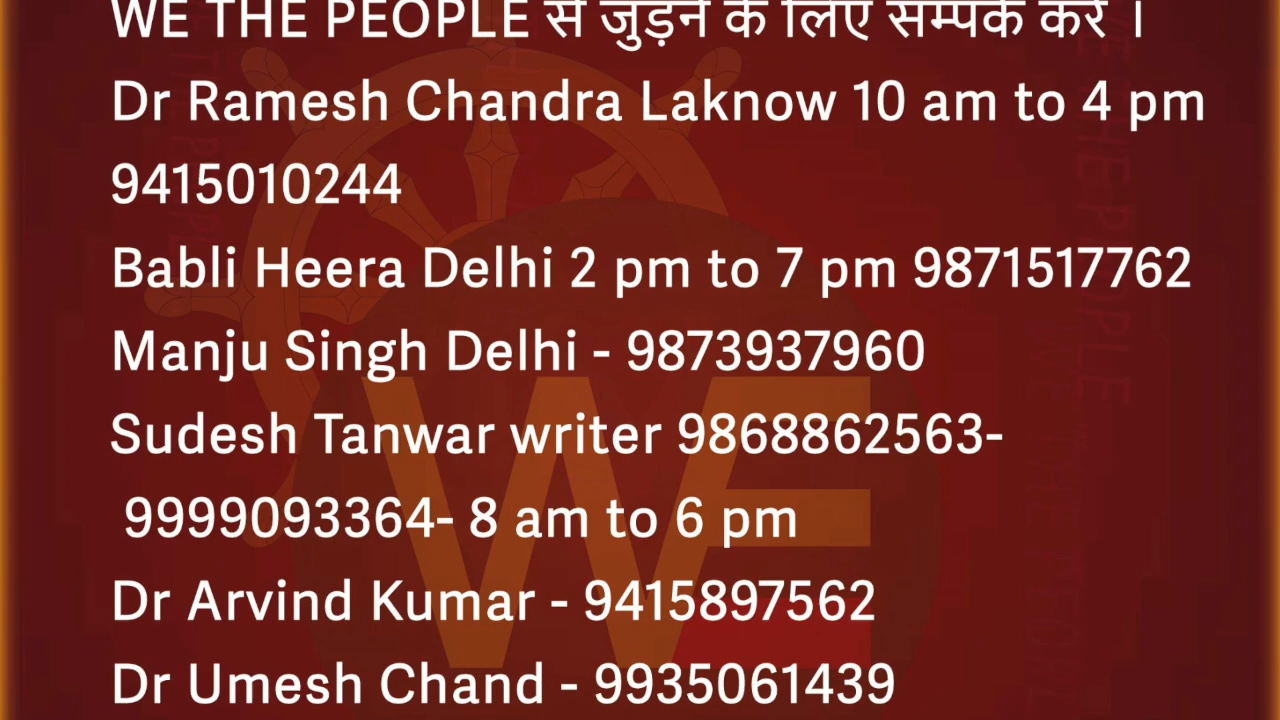 WE THE PEOPLE से जुड़ने के लिए सम्पर्क करें ।
Dr Ramesh Chandra Laknow 10 am to 4 pm
9415010244
Babli Heera Delhi 2 pm to 7 pm 9871517762
Manju Singh Delhi - 9873937960
Sudesh Tanwar writer 9868862563-
9999093364- 8 am to 6 pm
Dr Arvind Kumar - 9415897562
Dr Umesh Chand - 9935061439
WE